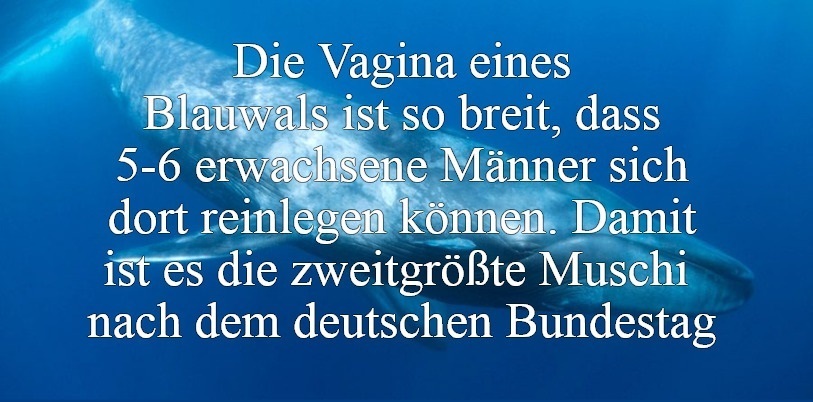 Die Vagina eines
Blauwals ist so breit, dass
5-6 erwachsene Männer sich
dort reinlegen können. Damit
ist es die zweitgrößte Muschi
nach dem deutschen Bundestag